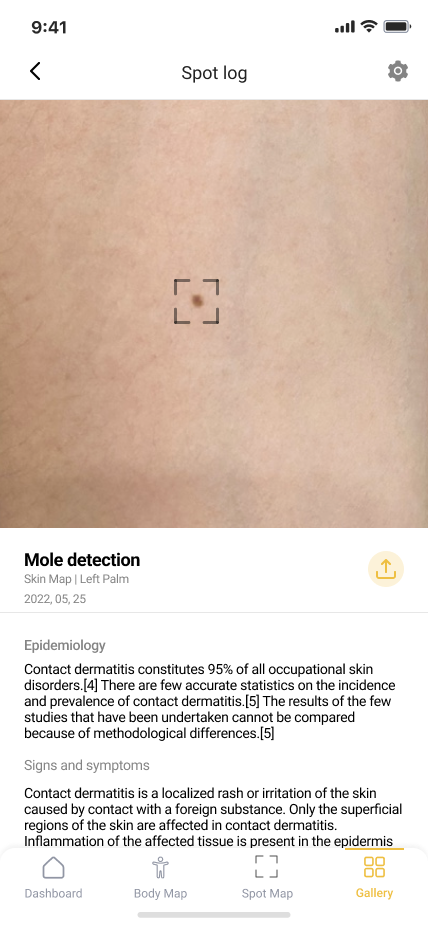 9:41
Spot log
Mole detection
Skin Map | Left Palm
2022, 05, 25
Epidemiology
Contact dermatitis constitutes 95% of all occupational skin
disorders.[4] There are few accurate statistics on the incidence
and prevalence of contact dermatitis.[5] The results of the few
studies that have been undertaken cannot be compared
because of methodological differences.[5]
Signs and symptoms
Contact dermatitis is a localized rash or irritation of the skin
caused by contact with a foreign substance. Only the superficial
regions of the skin are affected in contact dermatitis.
Inflammation of the affected tissue is present in the epidermis
Dashboard
Body Map
Spot Map
Gallery